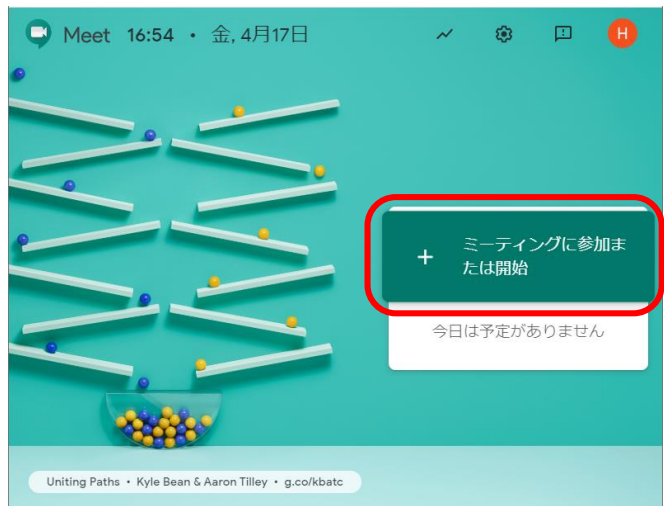 Meet 16:54 • 金, 4月17日
H
+ ミーティングに参加ま
たは開始
今日は予定がありません
Uniting Paths • Kyle Bean & Aaron Tilley • g.co/kbatc